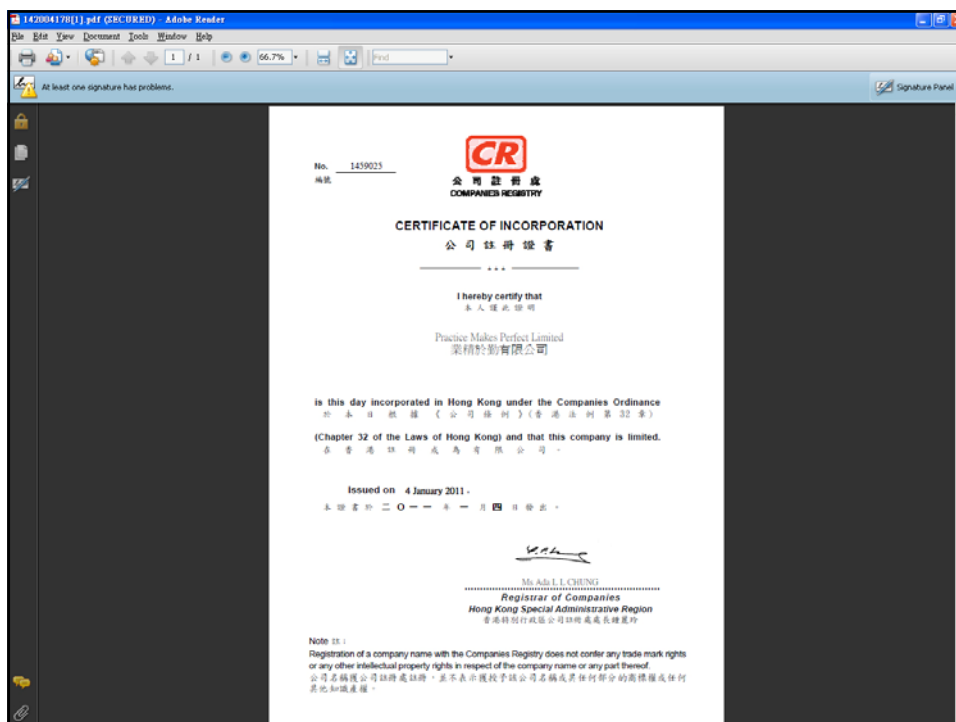 142004178[1].pdf (SECURED) - Adobe Reader
File Edit View Document Tools Window Help
1 / 1 66.7% Find
At least one signature has problems. Signature Panel
CR
No. 1459025
編號
公司註冊處
COMPANIES REGISTRY
CERTIFICATE OF INCORPORATION
公司註冊證書
I hereby certify that
本人謹此證明
Practice Makes Perfect Limited
業精於勤有限公司
is this day incorporated in Hong Kong under the Companies Ordinance
於本日根據《公司條例》(香港法例第32章)
(Chapter 32 of the Laws of Hong Kong) and that this company is limited.
在香港註冊成為有限公司。
Issued on 4 January 2011.
本證書於二O一一年一月四日發出。
Ms Ada L L CHUNG
Registrar of Companies
Hong Kong Special Administrative Region
香港特別行政區公司註冊處處長鍾麗玲
Note 註:
Registration of a company name with the Companies Registry does not confer any trade mark rights
or any other intellectual property rights in respect of the company name or any part thereof.
公司名稱獲公司註冊處註冊,並不表示獲授予該公司名稱或其任何部分的商標權或任何
其他知識產權。